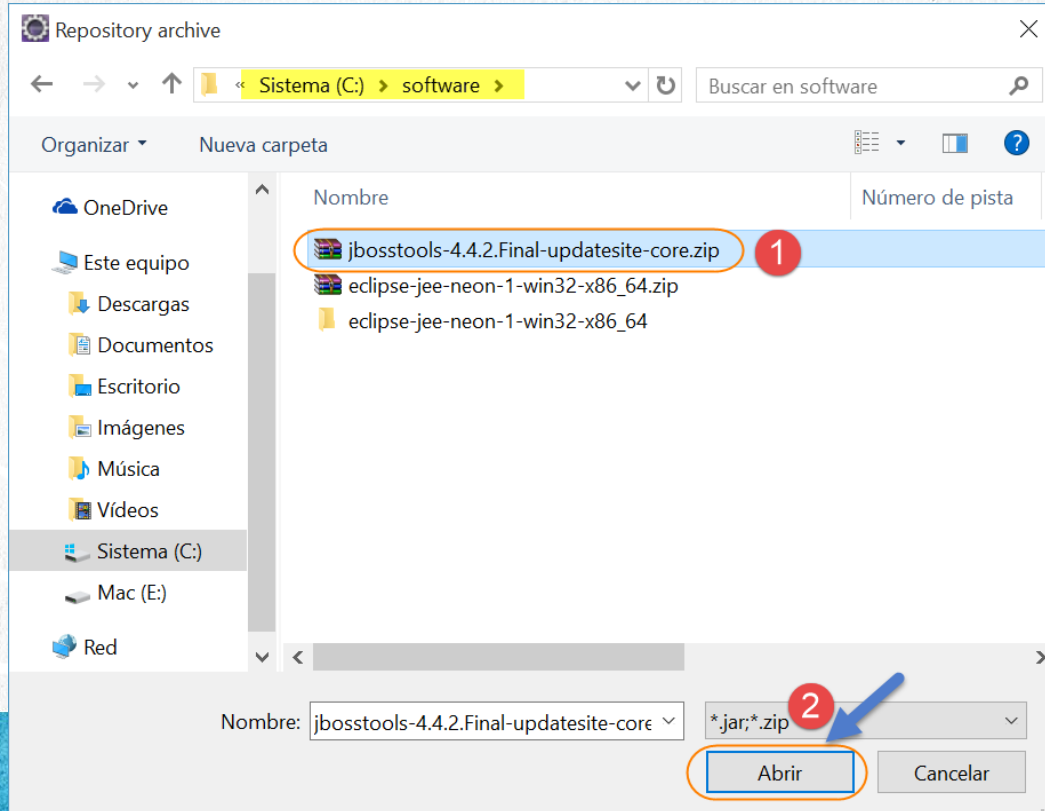 Repository archive
« Sistema (C:) > software >
Buscar en software
Organizar
Nueva carpeta
?
Nombre
Número de pista
OneDrive
Este equipo
Descargas
Documentos
Escritorio
Imágenes
Música
Vídeos
Sistema (C:)
Mac (E:)
Red
jbosstools-4.4.2.Final-updatesite-core.zip
1
eclipse-jee-neon-1-win32-x86_64.zip
eclipse-jee-neon-1-win32-x86_64
Nombre: jbosstools-4.4.2.Final-updatesite-core
*.jar;*.zip
2
Abrir
Cancelar